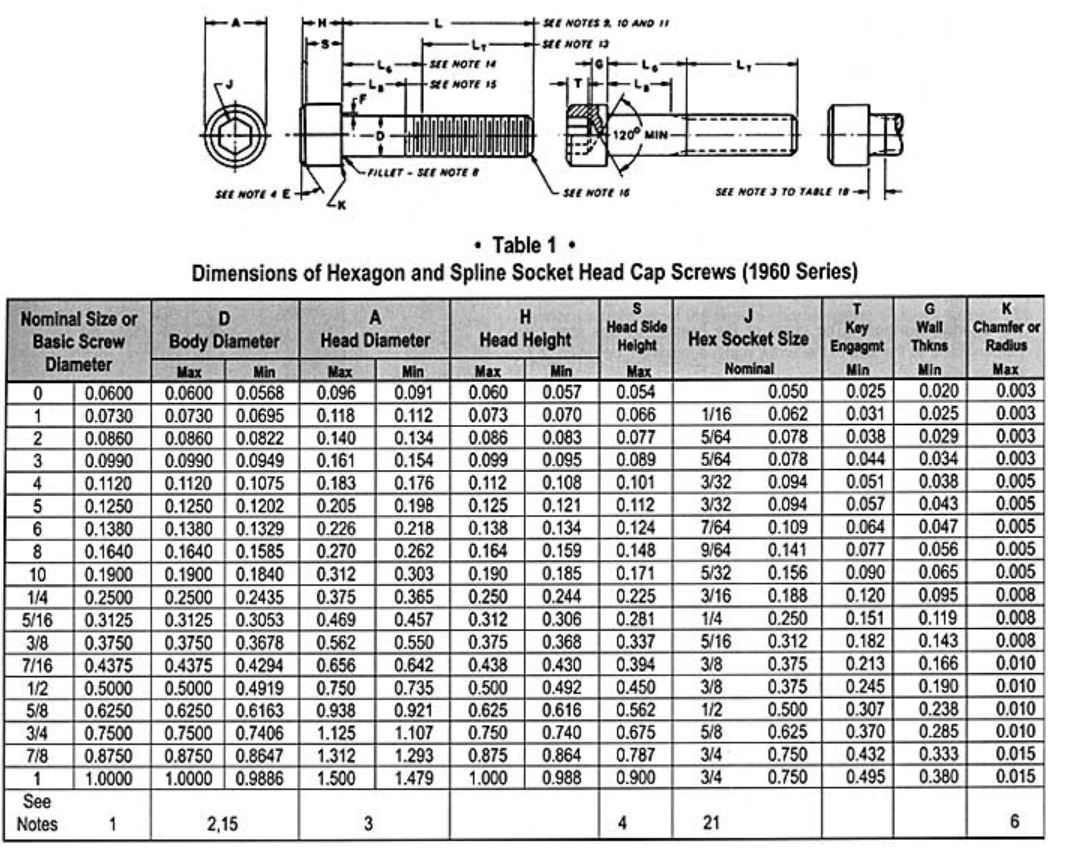 A H L SEE NOTES 9, 10 AND 11
S LT SEE NOTE 13
LG SEE NOTE 14 G LG LT
J LB SEE NOTE 15 T LB
F
D 120° MIN
FILLET - SEE NOTE 8
SEE NOTE 4 E SEE NOTE 16 SEE NOTE 3 TO TABLE 1B
K
• Table 1 •
Dimensions of Hexagon and Spline Socket Head Cap Screws (1960 Series)
Nominal Size or Basic Screw Diameter D Body Diameter A Head Diameter H Head Height S Head Side Height J Hex Socket Size T Key Engagmt G Wall Thkns K Chamfer or Radius
Max Min Max Min Max Min Max Nominal Min Min Max
0 0.0600 0.0600 0.0568 0.096 0.091 0.060 0.057 0.054 0.050 0.025 0.020 0.003
1 0.0730 0.0730 0.0695 0.118 0.112 0.073 0.070 0.066 1/16 0.062 0.031 0.025 0.003
2 0.0860 0.0860 0.0822 0.140 0.134 0.086 0.083 0.077 5/64 0.078 0.038 0.029 0.003
3 0.0990 0.0990 0.0949 0.161 0.154 0.099 0.095 0.089 5/64 0.078 0.044 0.034 0.003
4 0.1120 0.1120 0.1075 0.183 0.176 0.112 0.108 0.101 3/32 0.094 0.051 0.038 0.005
5 0.1250 0.1250 0.1202 0.205 0.198 0.125 0.121 0.112 3/32 0.094 0.057 0.043 0.005
6 0.1380 0.1380 0.1329 0.226 0.218 0.138 0.134 0.124 7/64 0.109 0.064 0.047 0.005
8 0.1640 0.1640 0.1585 0.270 0.262 0.164 0.159 0.148 9/64 0.141 0.077 0.056 0.005
10 0.1900 0.1900 0.1840 0.312 0.303 0.190 0.185 0.171 5/32 0.156 0.090 0.065 0.005
1/4 0.2500 0.2500 0.2435 0.375 0.365 0.250 0.244 0.225 3/16 0.188 0.120 0.095 0.008
5/16 0.3125 0.3125 0.3053 0.469 0.457 0.312 0.306 0.281 1/4 0.250 0.151 0.119 0.008
3/8 0.3750 0.3750 0.3678 0.562 0.550 0.375 0.368 0.337 5/16 0.312 0.182 0.143 0.008
7/16 0.4375 0.4375 0.4294 0.656 0.642 0.438 0.430 0.394 3/8 0.375 0.213 0.166 0.010
1/2 0.5000 0.5000 0.4919 0.750 0.735 0.500 0.492 0.450 3/8 0.375 0.245 0.190 0.010
5/8 0.6250 0.6250 0.6163 0.938 0.921 0.625 0.616 0.562 1/2 0.500 0.307 0.238 0.010
3/4 0.7500 0.7500 0.7406 1.125 1.107 0.750 0.740 0.675 5/8 0.625 0.370 0.285 0.010
7/8 0.8750 0.8750 0.8647 1.312 1.293 0.875 0.864 0.787 3/4 0.750 0.432 0.333 0.015
1 1.0000 1.0000 0.9886 1.500 1.479 1.000 0.988 0.900 3/4 0.750 0.495 0.380 0.015
See Notes 1 2,15 3 4 21 6